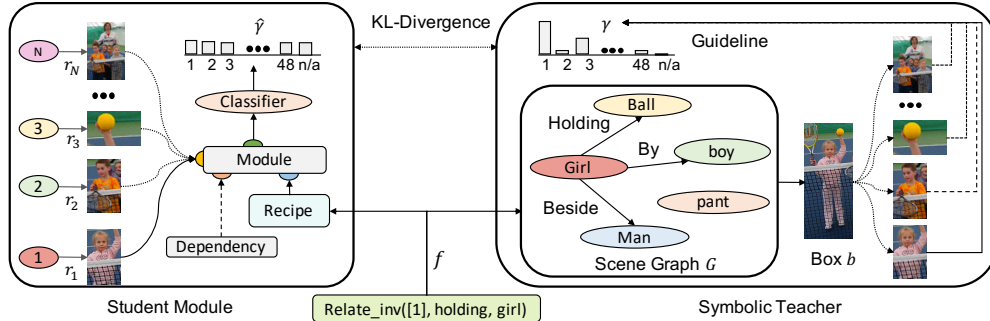 KL-Divergence
γ̂
1 2 3 48 n/a
Classifier
Module
Recipe
Dependency
N
r_N
3
r_3
2
r_2
1
r_1
Student Module
f
Relate_inv([1], holding, girl)
γ
Guideline
1 2 3 48 n/a
Ball
Holding
By
boy
Girl
pant
Beside
Man
Scene Graph G
Box b
Symbolic Teacher